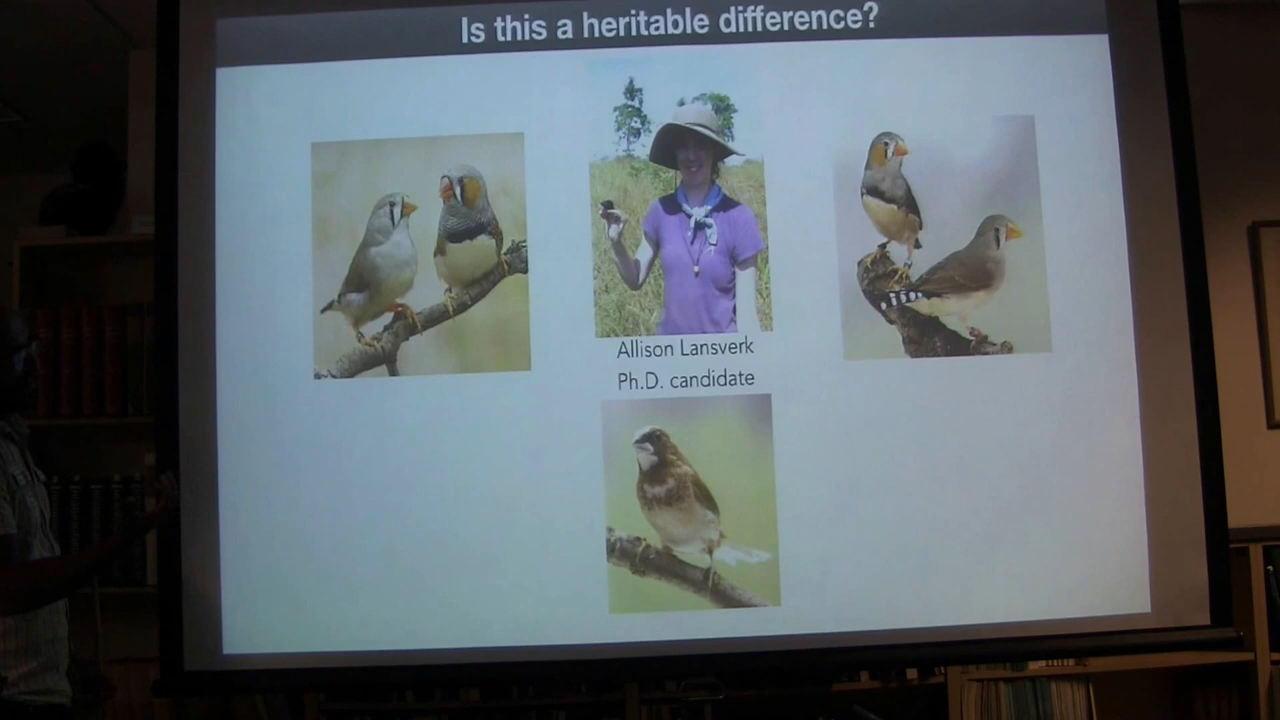 Is this a heritable difference?
Allison Lansverk
Ph.D. candidate